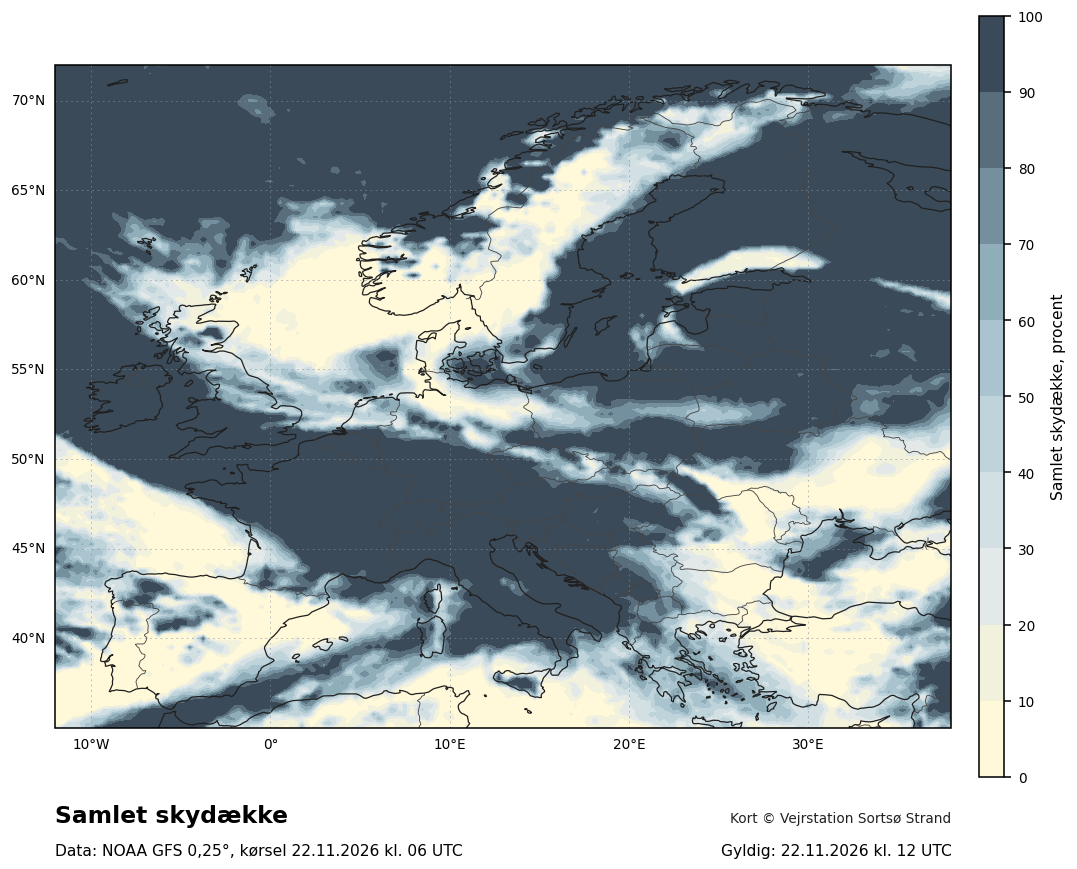 100
90
80
70
60
50
40
30
20
10
0
Samlet skydække, procent
70°N
65°N
60°N
55°N
50°N
45°N
40°N
10°W
0°
10°E
20°E
30°E
Samlet skydække
Kort © Vejrstation Sortsø Strand
Data: NOAA GFS 0,25°, kørsel 22.11.2026 kl. 06 UTC
Gyldig: 22.11.2026 kl. 12 UTC